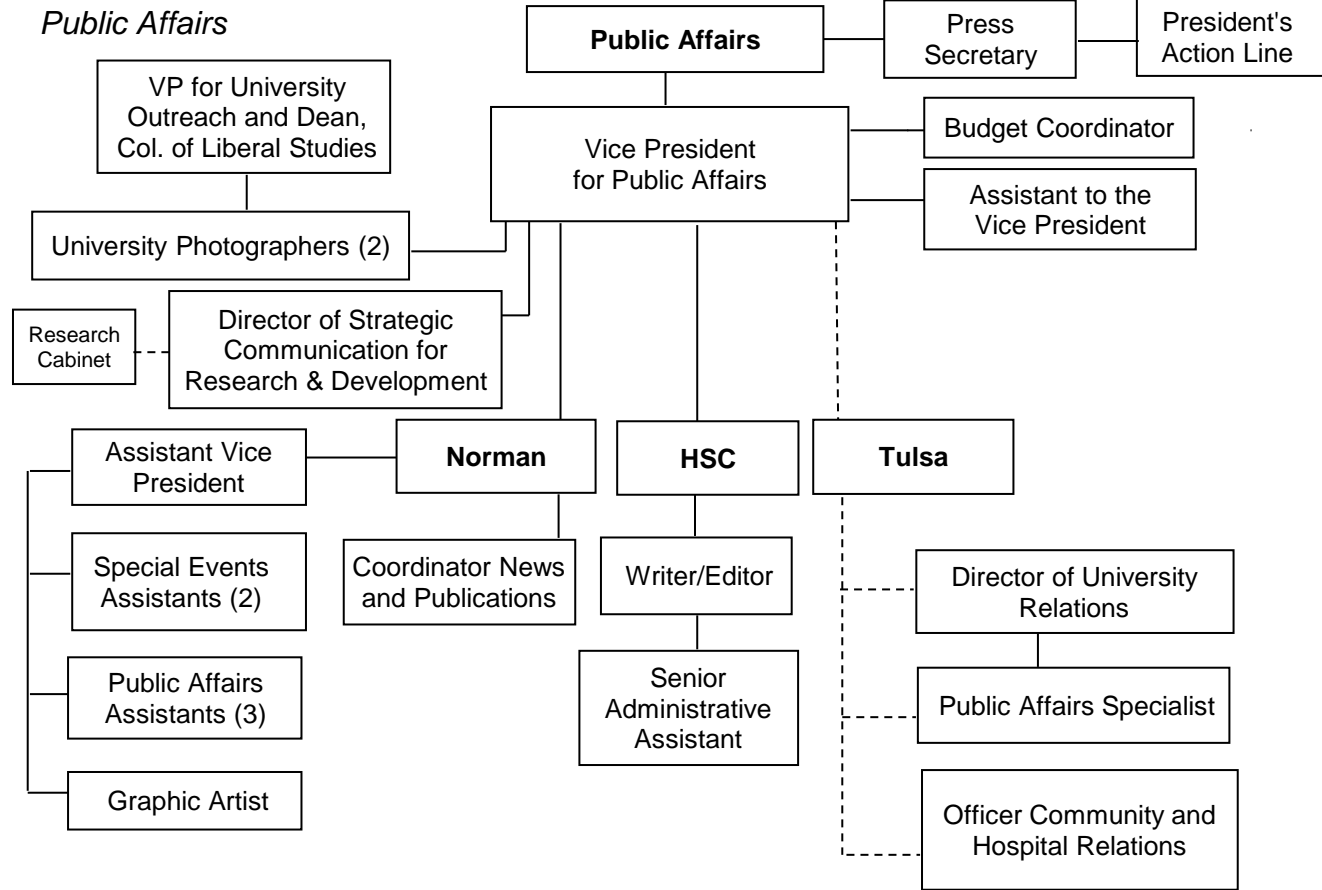 Public Affairs
Public Affairs
Press
Secretary
President's
Action Line
VP for University
Outreach and Dean,
Col. of Liberal Studies
Vice President
for Public Affairs
Budget Coordinator
Assistant to the
Vice President
University Photographers (2)
Research
Cabinet
Director of Strategic
Communication for
Research & Development
Assistant Vice
President
Norman
HSC
Tulsa
Special Events
Assistants (2)
Coordinator News
and Publications
Writer/Editor
Director of University
Relations
Public Affairs
Assistants (3)
Senior
Administrative
Assistant
Public Affairs Specialist
Graphic Artist
Officer Community and
Hospital Relations